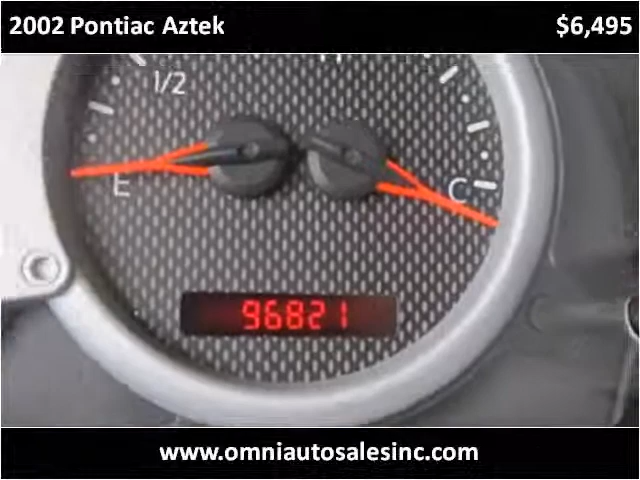 2002 Pontiac Aztek $6,495
1/2
E C
96821
www.omniautosalesinc.com